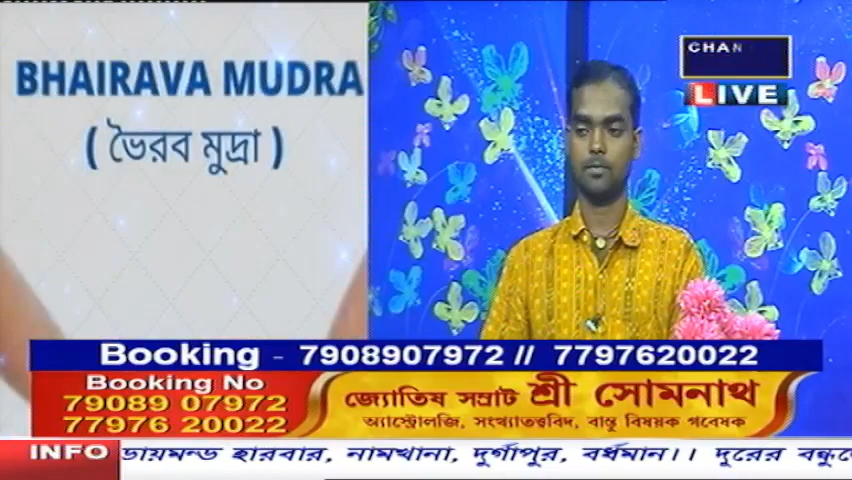 BHAIRAVA MUDRA
( ভৈরব মুদ্রা )
CHAN
LIVE
Booking - 7908907972 // 7797620022
Booking No
79089 07972
77976 20022
জ্যোতিষ সম্রাট শ্রী সোমনাথ
অ্যাস্ট্রোলজি, সংখ্যাতত্ত্ববিদ, বাস্তু বিষয়ক গবেষক
INFO
ডায়মন্ড হারবার, নামখানা, দুর্গাপুর, বর্ধমান।। দূরের বন্ধু